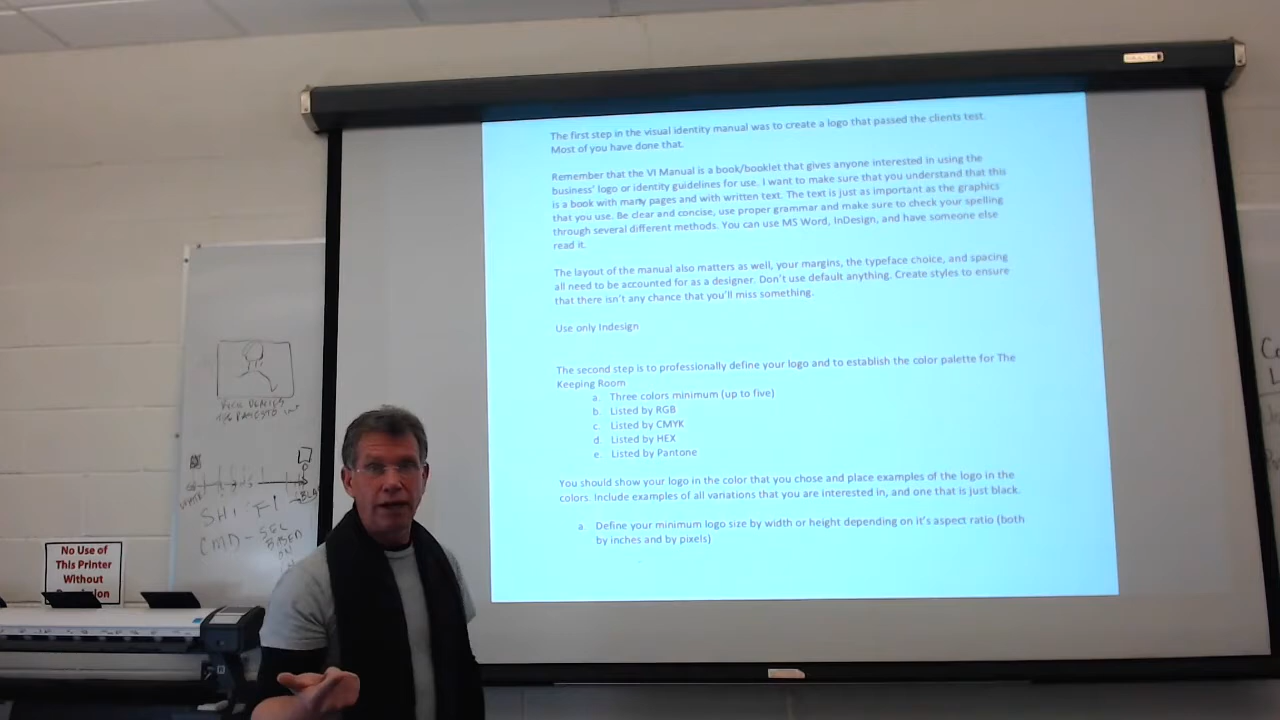 The first step in the visual identity manual was to create a logo that passed the clients test.
Most of you have done that.
Remember that the VI Manual is a book/booklet that gives anyone interested in using the
business' logo or identity guidelines for use. I want to make sure that you understand that this
is a book with many pages and with written text. The text is just as important as the graphics
that you use. Be clear and concise, use proper grammar and make sure to check your spelling
through several different methods. You can use MS Word, InDesign, and have someone else
read it.
The layout of the manual also matters as well, your margins, the typeface choice, and spacing
all need to be accounted for as a designer. Don't use default anything. Create styles to ensure
that there isn't any chance that you'll miss something.
Use only Indesign
The second step is to professionally define your logo and to establish the color palette for The
Keeping Room
a. Three colors minimum (up to five)
b. Listed by RGB
c. Listed by CMYK
d. Listed by HEX
e. Listed by Pantone
You should show your logo in the color that you chose and place examples of the logo in the
colors. Include examples of all variations that you are interested in, and one that is just black.
a. Define your minimum logo size by width or height depending on it's aspect ratio (both
by inches and by pixels)
SHIFT
CMD - SEL
BASED
ON
No Use of
This Printer
Without